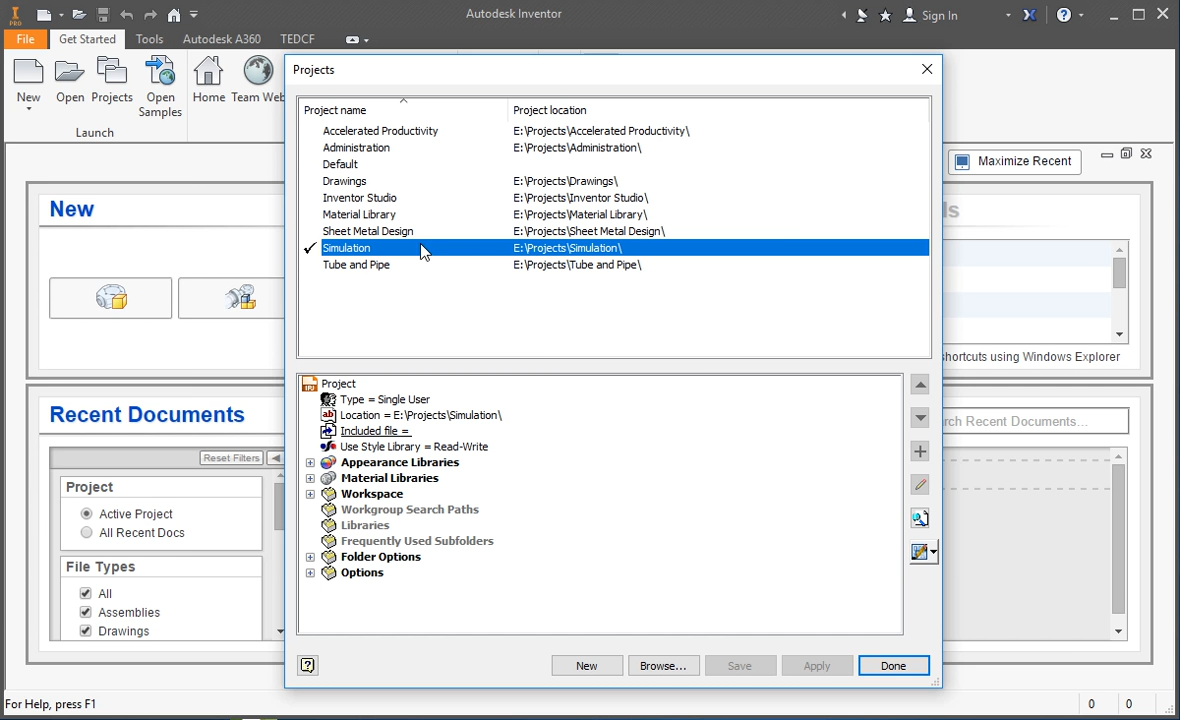 PRO
Autodesk Inventor
Sign In
File
Get Started
Tools
Autodesk A360
TEDCF
New
Open
Projects
Open Samples
Home
Team Web
Launch
Maximize Recent
New
shortcuts using Windows Explorer
Recent Documents
Recent Documents...
Reset Filters
Project
Active Project
All Recent Docs
File Types
All
Assemblies
Drawings
Projects
Project name
Project location
Accelerated Productivity E:\Projects\Accelerated Productivity\
Administration E:\Projects\Administration\
Default
Drawings E:\Projects\Drawings\
Inventor Studio E:\Projects\Inventor Studio\
Material Library E:\Projects\Material Library\
Sheet Metal Design E:\Projects\Sheet Metal Design\
Simulation E:\Projects\Simulation\
Tube and Pipe E:\Projects\Tube and Pipe\
Project
Type = Single User
Location = E:\Projects\Simulation\
Included file =
Use Style Library = Read-Write
Appearance Libraries
Material Libraries
Workspace
Workgroup Search Paths
Libraries
Frequently Used Subfolders
Folder Options
Options
New
Browse...
Save
Apply
Done
For Help, press F1
0
0